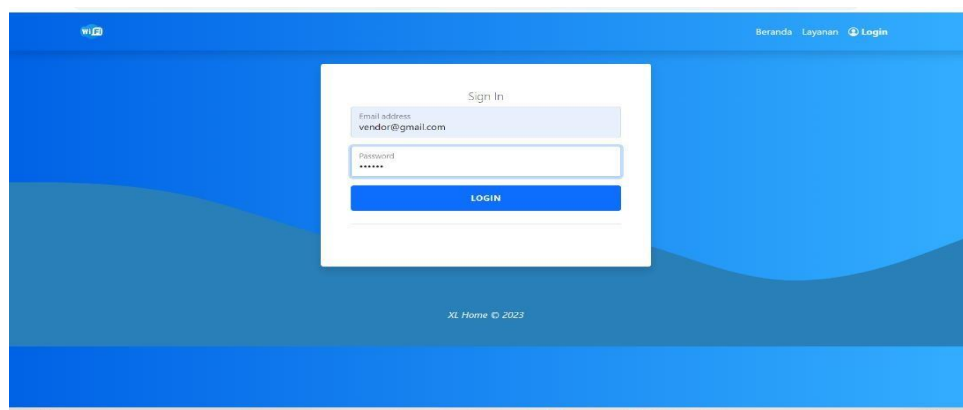 WiFi
Beranda Layanan Login
Sign In
Email address
vendor@gmail.com
Password
••••••
LOGIN
XL Home © 2023